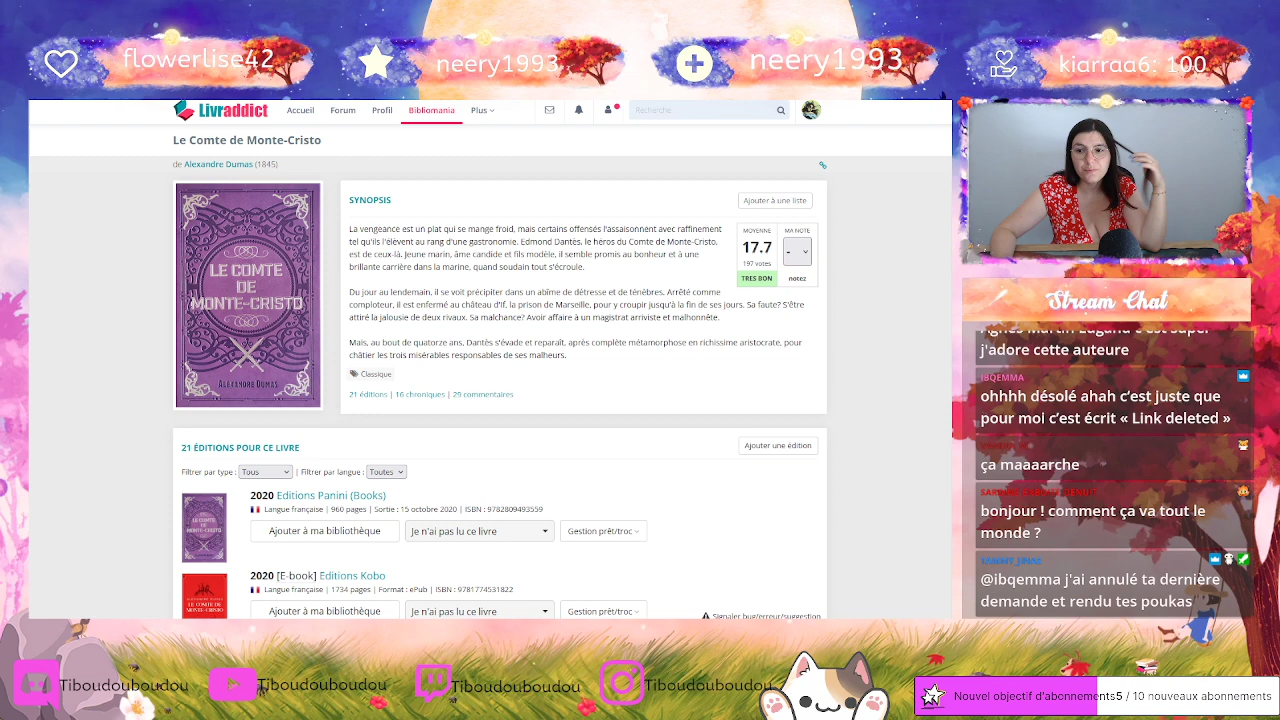 flowerlise42
neery1993
neery1993
kiarraa6: 100
Livraddict
Accueil
Forum
Profil
Bibliomania
Plus
Recherche
Le Comte de Monte-Cristo
de Alexandre Dumas (1845)
LE COMTE
DE
MONTE-CRISTO
ALEXANDRE DUMAS
SYNOPSIS
Ajouter à une liste
La vengeance est un plat qui se mange froid, mais certains offensés l'assaisonnent avec raffinement
tel qu'ils l'élèvent au rang d'une gastronomie. Edmond Dantès, le héros du Comte de Monte-Cristo,
est de ceux-là. Jeune marin, âme candide et fils modèle, il semble promis au bonheur et à une
brillante carrière dans la marine, quand soudain tout s'écroule.
Du jour au lendemain, il se voit précipiter dans un abîme de détresse et de ténèbres. Arrêté comme
comploteur, il est enfermé au château d'If, la prison de Marseille, pour y croupir jusqu'à la fin de ses jours. Sa faute? S'être
attiré la jalousie de deux rivaux. Sa malchance? Avoir affaire à un magistrat arriviste et malhonnête.
Mais, au bout de quatorze ans, Dantès s'évade et reparaît, après complète métamorphose en richissime aristocrate, pour
châtier les trois misérables responsables de ses malheurs.
MOYENNE
17.7
197 votes
TRES BON
MA NOTE
-
notez
Classique
21 éditions | 16 chroniques | 29 commentaires
21 ÉDITIONS POUR CE LIVRE
Ajouter une édition
Filtrer par type : Tous | Filtrer par langue : Toutes
2020 Editions Panini (Books)
Langue française | 960 pages | Sortie : 15 octobre 2020 | ISBN : 9782809493559
Ajouter à ma bibliothèque
Je n'ai pas lu ce livre
Gestion prêt/troc
2020 [E-book] Editions Kobo
Langue française | 1734 pages | Format : ePub | ISBN : 9781774531822
Ajouter à ma bibliothèque
Je n'ai pas lu ce livre
Gestion prêt/troc
Signaler bug/erreur/suggestion
LE COMTE DE
MONTE-CRISTO
Stream Chat
Agnès Martin Lugand c'est super
j'adore cette auteure
IBQEMMA
ohhhh désolé ahah c'est juste que
pour moi c'est écrit « Link deleted »
ça maaaarche
bonjour ! comment ça va tout le
monde ?
@ibqemma j'ai annulé ta dernière
demande et rendu tes poukas
Tiboudouboudou
Tiboudouboudou
Tiboudouboudou
Tiboudouboudou
Nouvel objectif d'abonnements
5 / 10 nouveaux abonnements